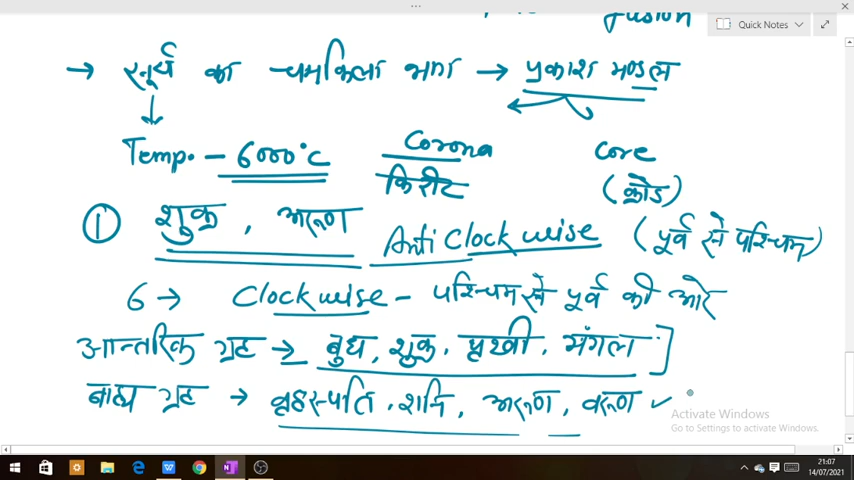 fusion
Quick Notes
→ सूर्य का चमकिला भाग → प्रकाश मण्डल
Temp. – 6000°C Corona Core
किरीट (क्रोड)
① शुक्र, अरुण Anti Clock wise (पूर्व से पश्चिम)
6 → Clock wise – पश्चिम से पूर्व की ओर
आन्तरिक ग्रह → बुध, शुक्र, पृथ्वी, मंगल
बाह्य ग्रह → बृहस्पति, शनि, अरुण, वरुण ✓
Activate Windows
Go to Settings to activate Windows.
21:07
14/07/2021